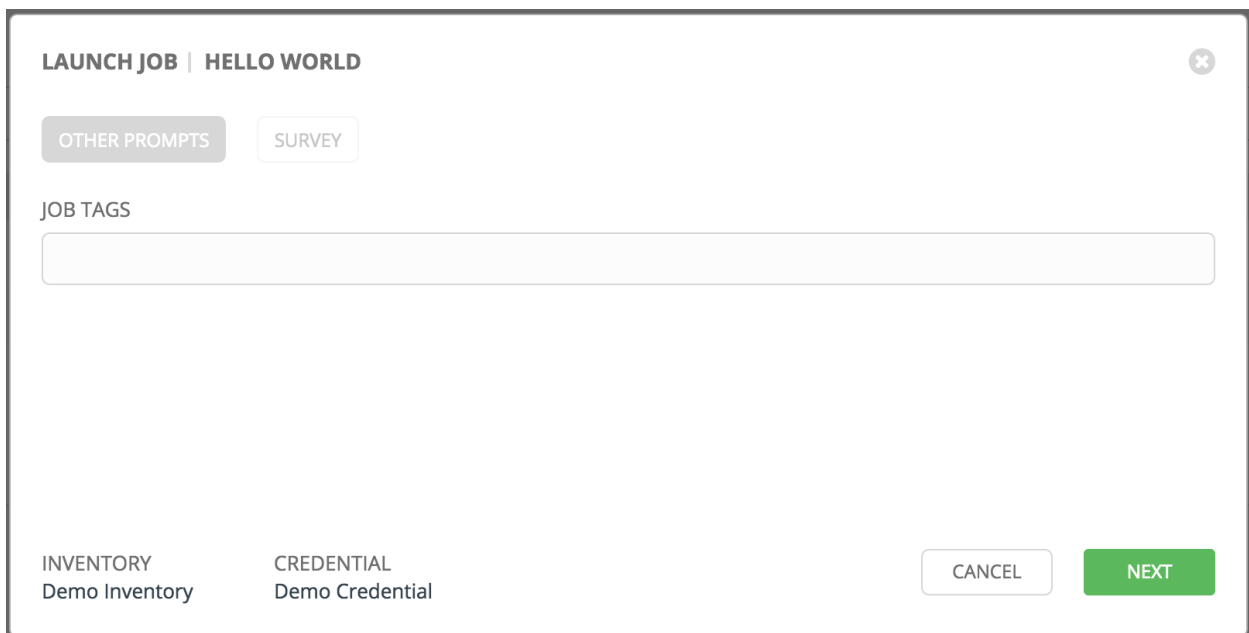 LAUNCH JOB | HELLO WORLD
OTHER PROMPTS SURVEY
JOB TAGS
INVENTORY CREDENTIAL
Demo Inventory Demo Credential
CANCEL NEXT